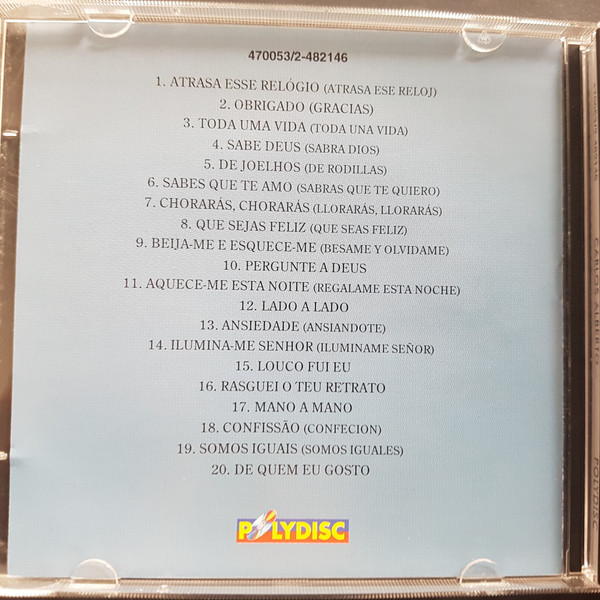 470053/2-482146
1. ATRASA ESSE RELÓGIO (ATRASA ESE RELOJ)
2. OBRIGADO (GRACIAS)
3. TODA UMA VIDA (TODA UNA VIDA)
4. SABE DEUS (SABRA DIOS)
5. DE JOELHOS (DE RODILLAS)
6. SABES QUE TE AMO (SABRAS QUE TE QUIERO)
7. CHORARÁS, CHORARÁS (LLORARÁS, LLORARÁS)
8. QUE SEJAS FELIZ (QUE SEAS FELIZ)
9. BEIJA-ME E ESQUECE-ME (BESAME Y OLVIDAME)
10. PERGUNTE A DEUS
11. AQUECE-ME ESTA NOITE (REGALAME ESTA NOCHE)
12. LADO A LADO
13. ANSIEDADE (ANSIANDOTE)
14. ILUMINA-ME SENHOR (ILUMINAME SEÑOR)
15. LOUCO FUI EU
16. RASGUEI O TEU RETRATO
17. MANO A MANO
18. CONFISSÃO (CONFECION)
19. SOMOS IGUAIS (SOMOS IGUALES)
20. DE QUEM EU GOSTO
POLYDISC
CARLOS ALBERTO
POLYDISC